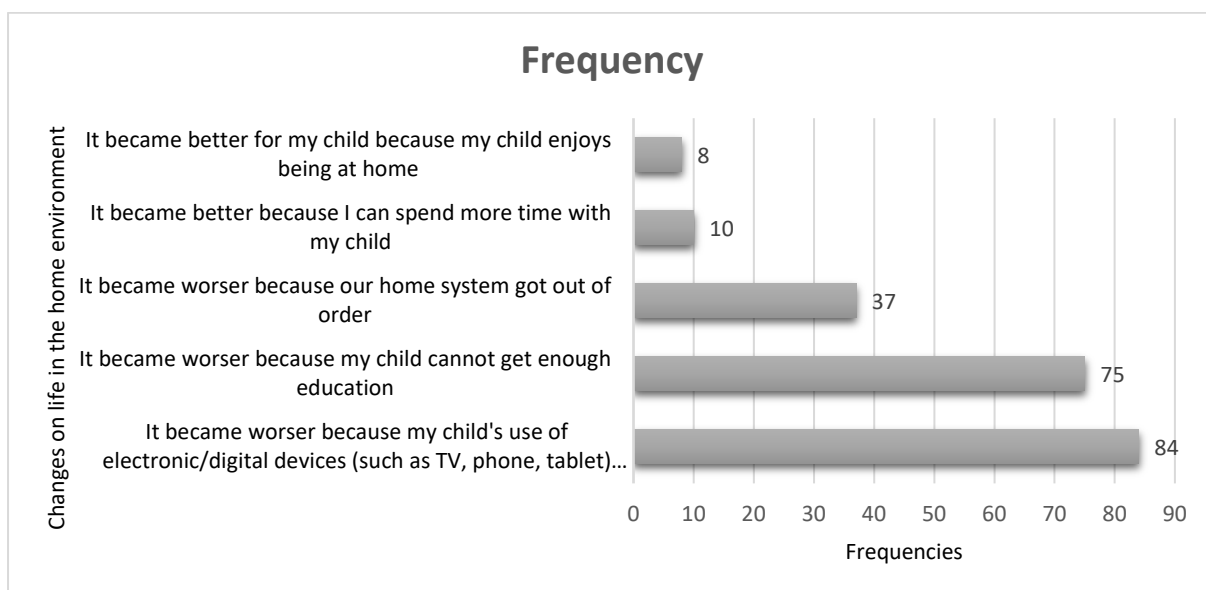 Frequency
Changes on life in the home environment
It became better for my child because my child enjoys
being at home
8
It became better because I can spend more time with
my child
10
It became worser because our home system got out of
order
37
It became worser because my child cannot get enough
education
75
It became worser because my child's use of
electronic/digital devices (such as TV, phone, tablet)...
84
0 10 20 30 40 50 60 70 80 90
Frequencies